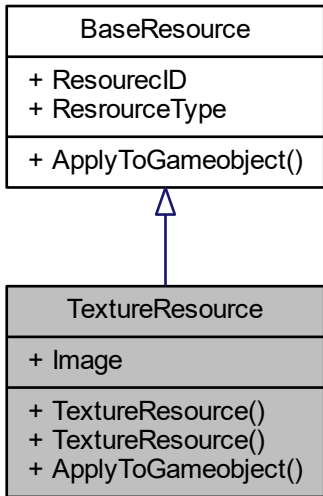 BaseResource
+ ResourecID
+ ResrourceType
+ ApplyToGameobject()
TextureResource
+ Image
+ TextureResource()
+ TextureResource()
+ ApplyToGameobject()